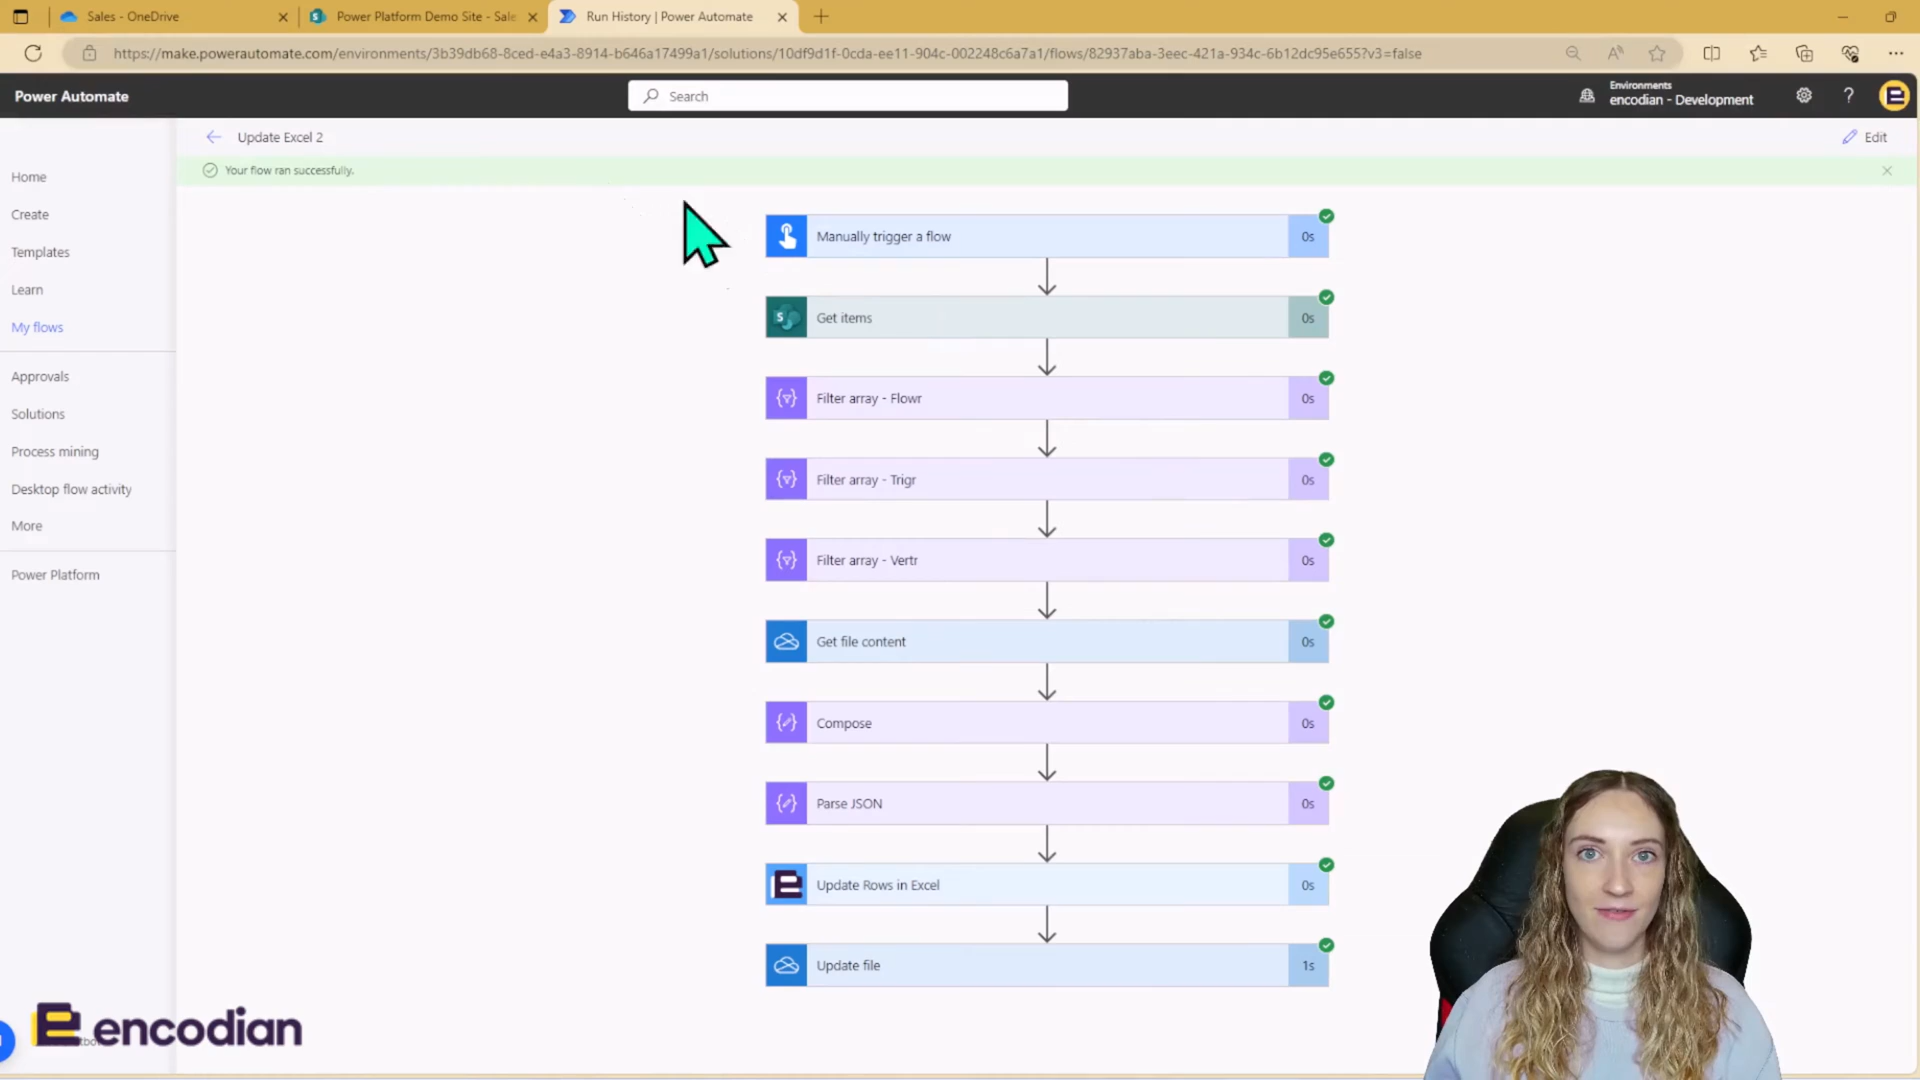 Sales - OneDrive
Power Platform Demo Site - Sale
Run History | Power Automate
https://make.powerautomate.com/environments/3b39db68-8ced-e4a3-8914-b646a17499a1/solutions/10df9d1f-0cda-ee11-904c-002248c6a7a1/flows/82937aba-3eec-421a-934c-6b12dc95e655?v3=false
Power Automate
Search
Environments
encodian - Development
Update Excel 2
Edit
Your flow ran successfully.
Home
Create
Templates
Learn
My flows
Approvals
Solutions
Process mining
Desktop flow activity
More
Power Platform
Manually trigger a flow 0s
Get items 0s
Filter array - Flowr 0s
Filter array - Trigr 0s
Filter array - Vertr 0s
Get file content 0s
Compose 0s
Parse JSON 0s
Update Rows in Excel 0s
Update file 1s
encodian